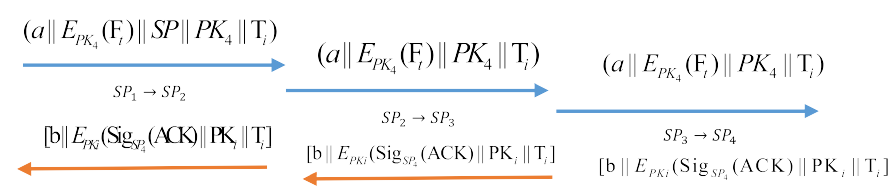 (a || E_{PK_4}(F_t) || SP || PK_4 || T_i)
SP_1 → SP_2
[b || E_{PKi}(Sig_{SP_4}(ACK) || PK_i || T_i]
(a || E_{PK_4}(F_t) || PK_4 || T_i)
SP_2 → SP_3
[b || E_{PKi}(Sig_{SP_4}(ACK) || PK_i || T_i]
(a || E_{PK_4}(F_t) || PK_4 || T_i)
SP_3 → SP_4
[b || E_{PKi}(Sig_{SP_4}(ACK) || PK_i || T_i]